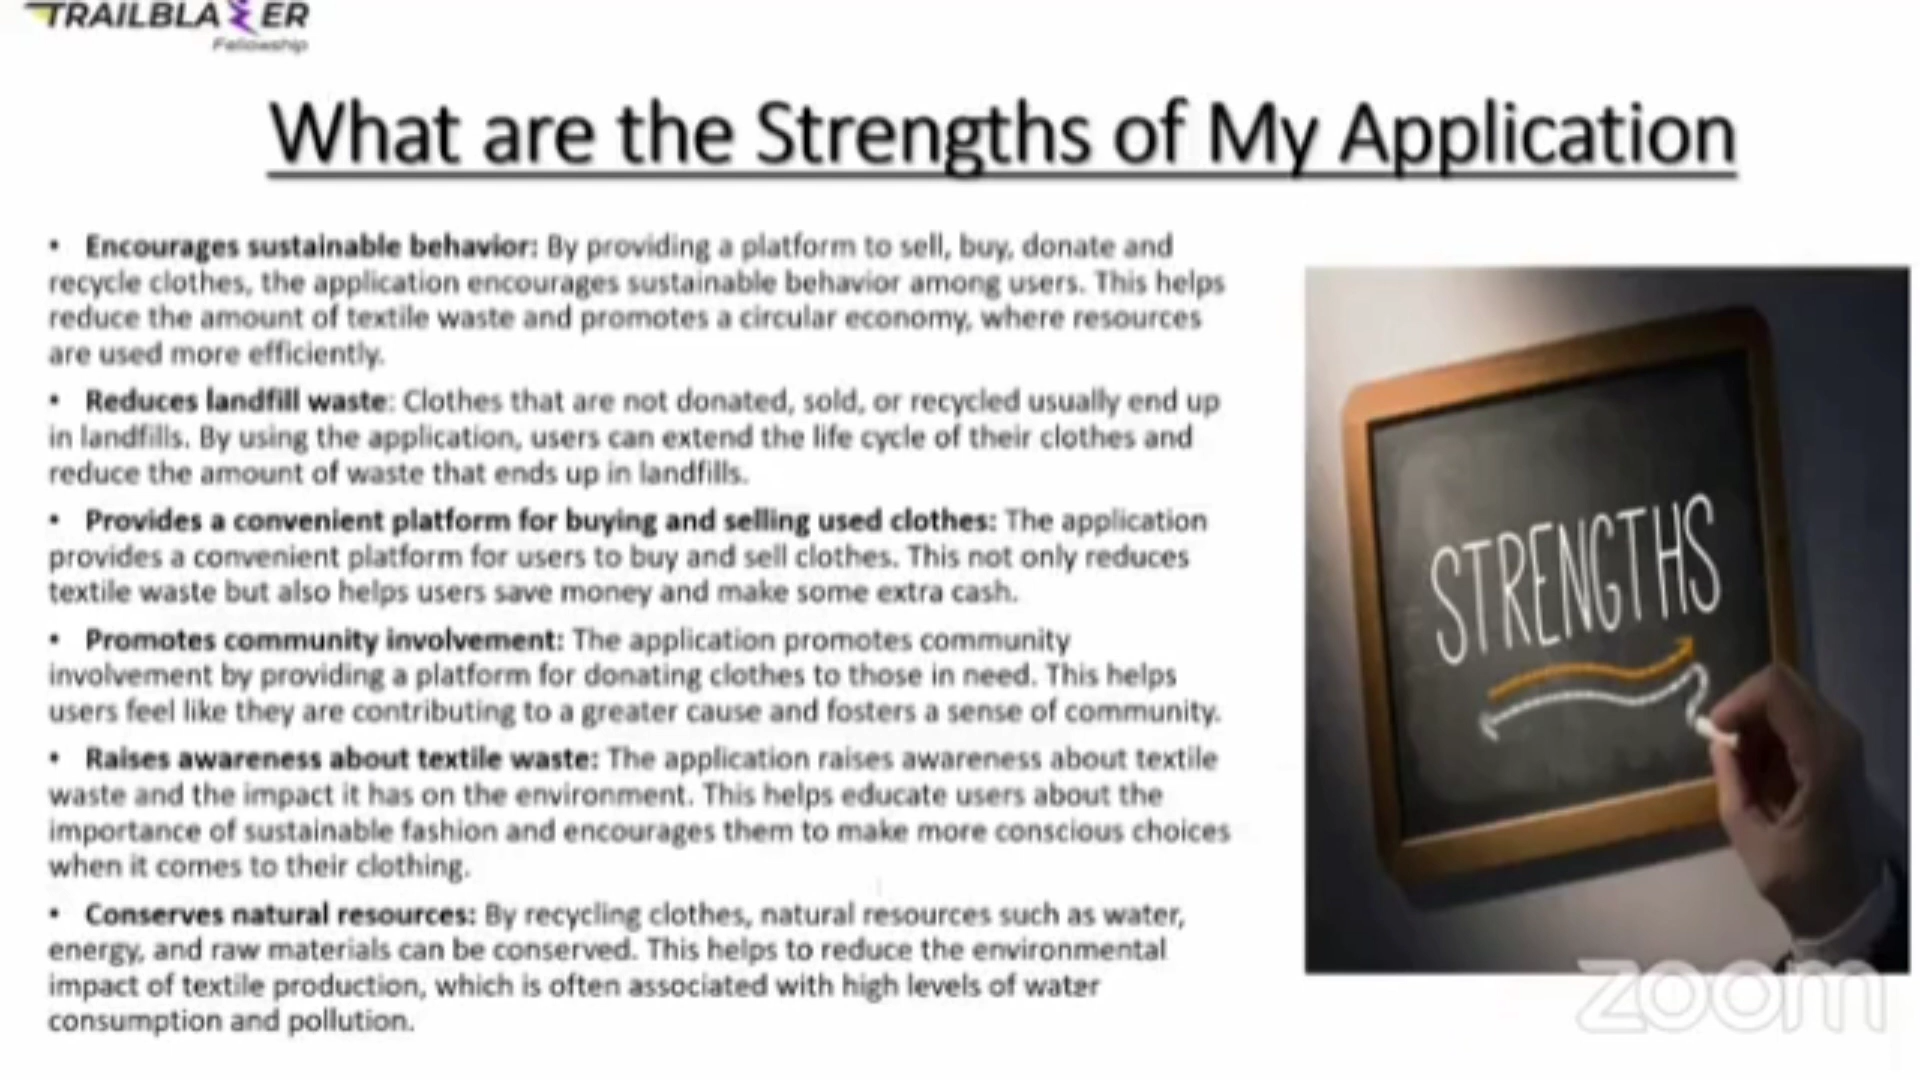 TRAILBLAZER
Fellowship
What are the Strengths of My Application
• Encourages sustainable behavior: By providing a platform to sell, buy, donate and
recycle clothes, the application encourages sustainable behavior among users. This helps
reduce the amount of textile waste and promotes a circular economy, where resources
are used more efficiently.
• Reduces landfill waste: Clothes that are not donated, sold, or recycled usually end up
in landfills. By using the application, users can extend the life cycle of their clothes and
reduce the amount of waste that ends up in landfills.
• Provides a convenient platform for buying and selling used clothes: The application
provides a convenient platform for users to buy and sell clothes. This not only reduces
textile waste but also helps users save money and make some extra cash.
• Promotes community involvement: The application promotes community
involvement by providing a platform for donating clothes to those in need. This helps
users feel like they are contributing to a greater cause and fosters a sense of community.
• Raises awareness about textile waste: The application raises awareness about textile
waste and the impact it has on the environment. This helps educate users about the
importance of sustainable fashion and encourages them to make more conscious choices
when it comes to their clothing.
• Conserves natural resources: By recycling clothes, natural resources such as water,
energy, and raw materials can be conserved. This helps to reduce the environmental
impact of textile production, which is often associated with high levels of water
consumption and pollution.
STRENGTHS
zoom